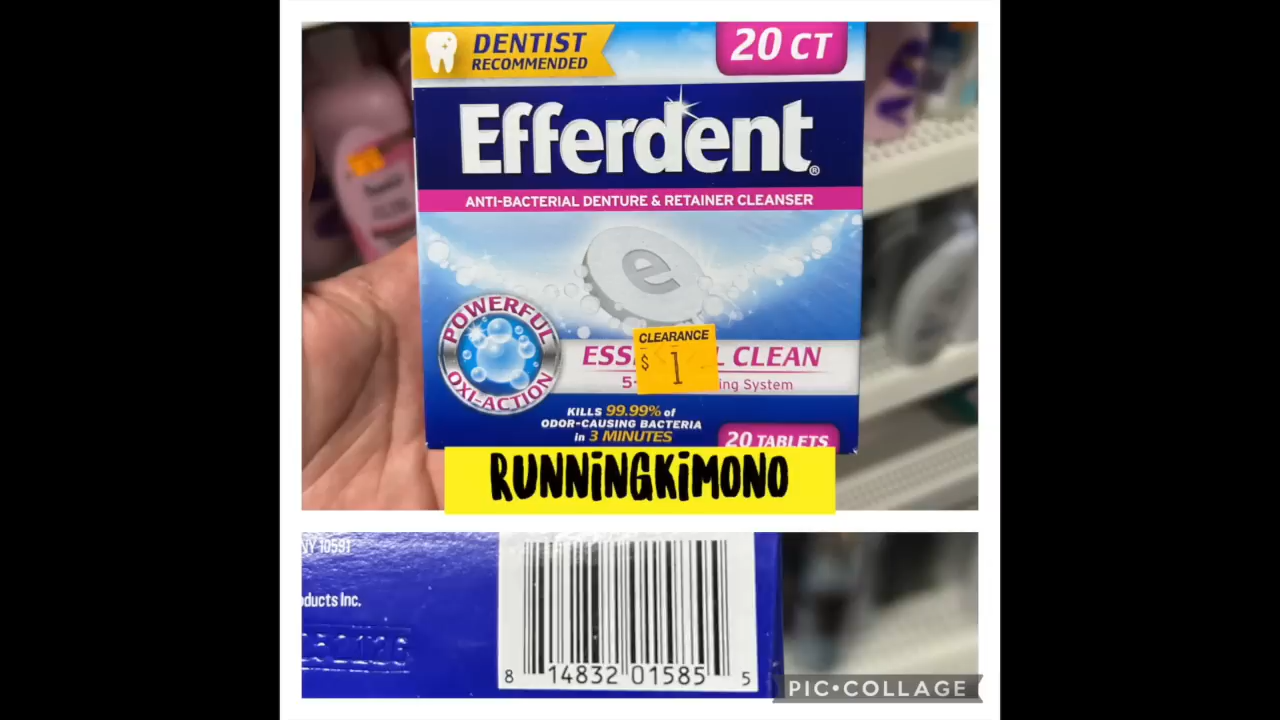 DENTIST
RECOMMENDED
20 CT
Efferdent®
ANTI-BACTERIAL DENTURE & RETAINER CLEANSER
e
POWERFUL
OXI-ACTION
CLEARANCE
$ 1
ESS L CLEAN
5- ing System
KILLS 99.99% of
ODOR-CAUSING BACTERIA
in 3 MINUTES
20 TABLETS
RUNNiNGKiMONO
NY 10591
ducts Inc.
8 14832 01585 5
PIC•COLLAGE